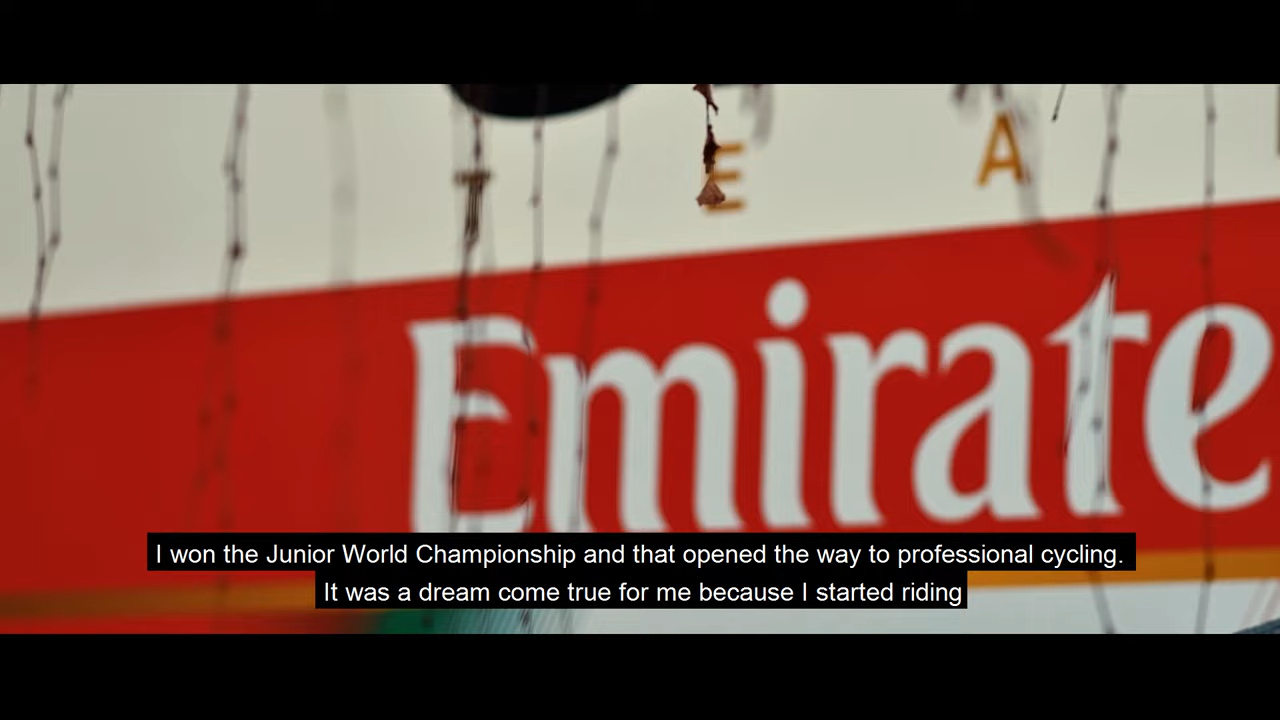 T E A
Emirate
I won the Junior World Championship and that opened the way to professional cycling.
It was a dream come true for me because I started riding